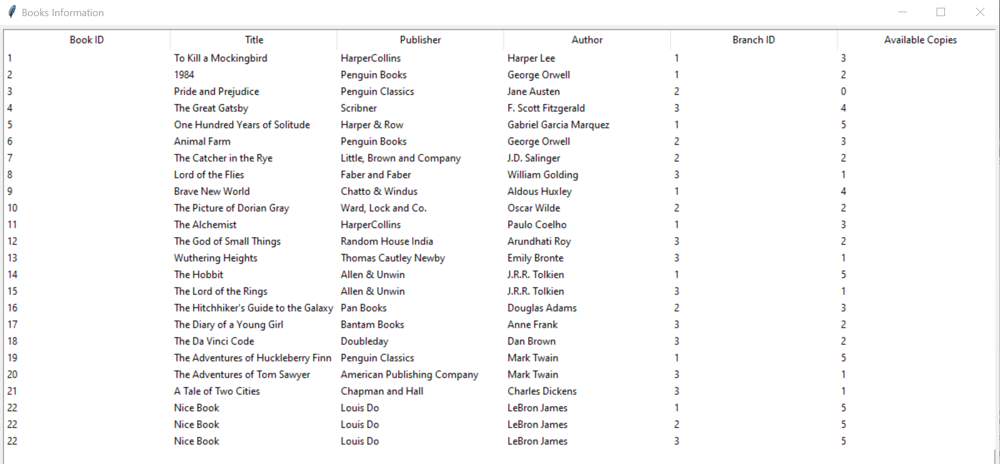 Books Information
Book ID Title Publisher Author Branch ID Available Copies
1 To Kill a Mockingbird HarperCollins Harper Lee 1 3
2 1984 Penguin Books George Orwell 1 2
3 Pride and Prejudice Penguin Classics Jane Austen 2 0
4 The Great Gatsby Scribner F. Scott Fitzgerald 3 4
5 One Hundred Years of Solitude Harper & Row Gabriel Garcia Marquez 1 5
6 Animal Farm Penguin Books George Orwell 2 3
7 The Catcher in the Rye Little, Brown and Company J.D. Salinger 2 2
8 Lord of the Flies Faber and Faber William Golding 3 1
9 Brave New World Chatto & Windus Aldous Huxley 1 4
10 The Picture of Dorian Gray Ward, Lock and Co. Oscar Wilde 2 2
11 The Alchemist HarperCollins Paulo Coelho 1 3
12 The God of Small Things Random House India Arundhati Roy 3 2
13 Wuthering Heights Thomas Cautley Newby Emily Bronte 3 1
14 The Hobbit Allen & Unwin J.R.R. Tolkien 1 5
15 The Lord of the Rings Allen & Unwin J.R.R. Tolkien 3 1
16 The Hitchhiker's Guide to the Galaxy Pan Books Douglas Adams 2 3
17 The Diary of a Young Girl Bantam Books Anne Frank 3 2
18 The Da Vinci Code Doubleday Dan Brown 3 2
19 The Adventures of Huckleberry Finn Penguin Classics Mark Twain 1 5
20 The Adventures of Tom Sawyer American Publishing Company Mark Twain 3 1
21 A Tale of Two Cities Chapman and Hall Charles Dickens 3 1
22 Nice Book Louis Do LeBron James 1 5
22 Nice Book Louis Do LeBron James 2 5
22 Nice Book Louis Do LeBron James 3 5